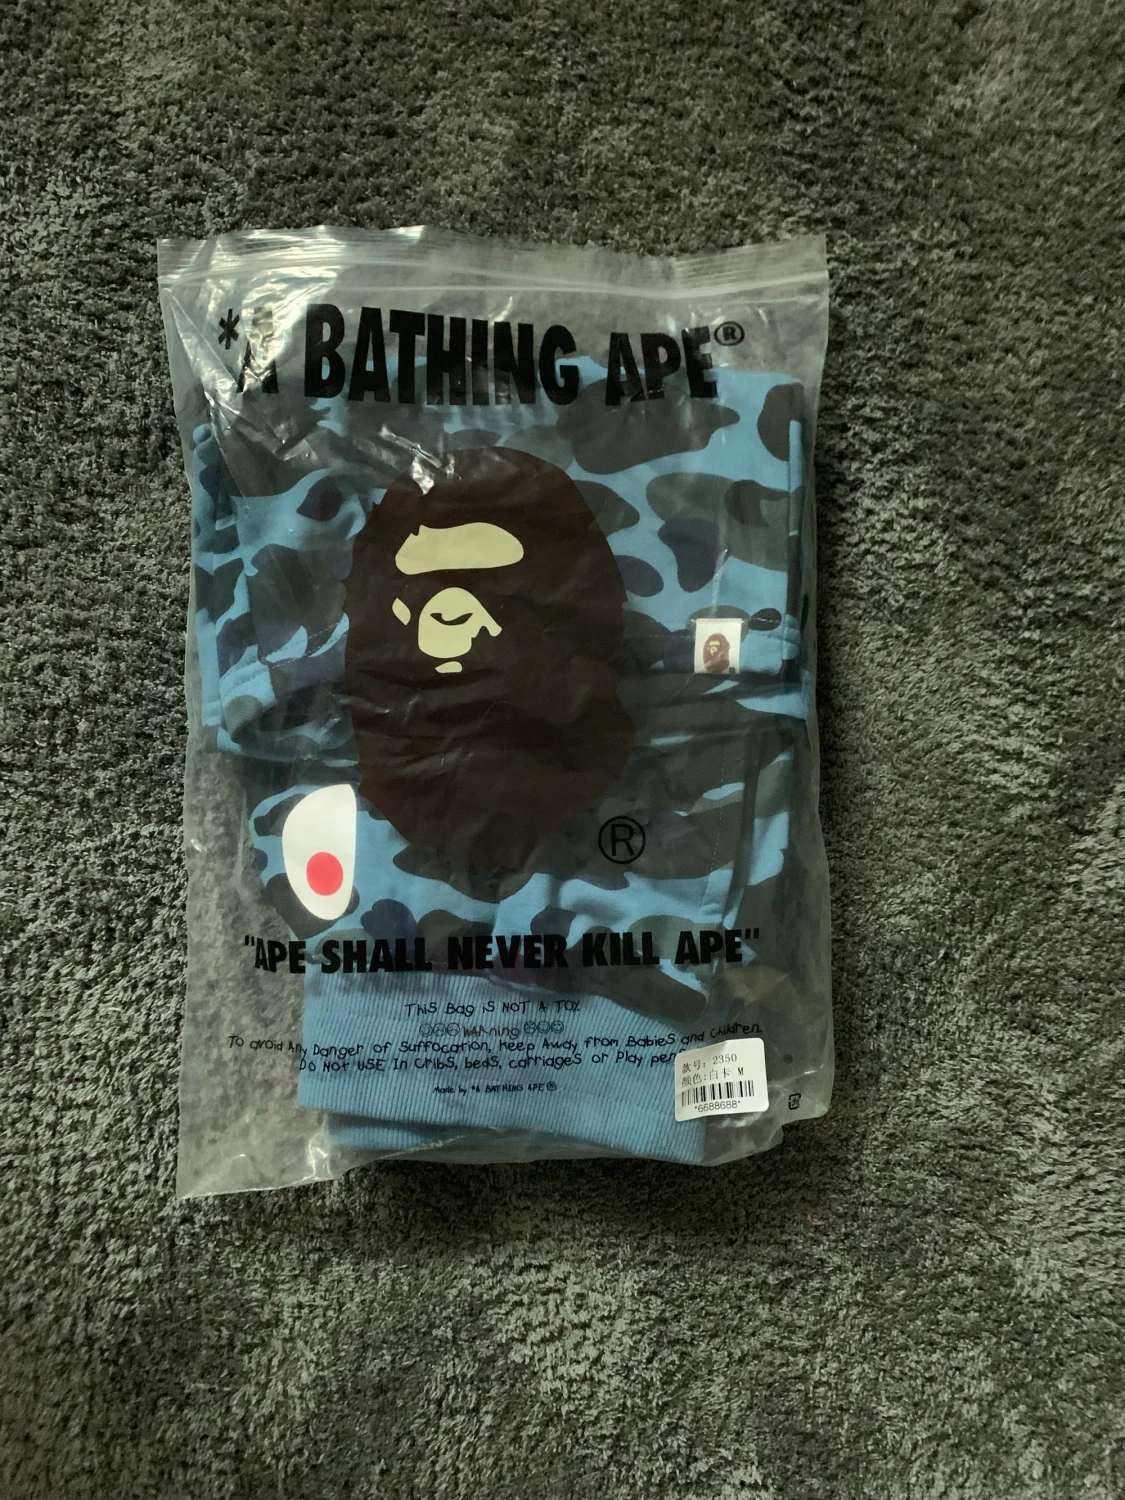 *A BATHING APE®
®
"APE SHALL NEVER KILL APE"
This Bag is NOT A TOY.
WARNING
To avoid Any Danger of Suffocation, Keep Away from Babies and Children.
Do NOT USE In Cribs, beds, carriages or Play pen
Made by *A BATHING APE®
款号: 2350
颜色:白卡 M
*6688688*